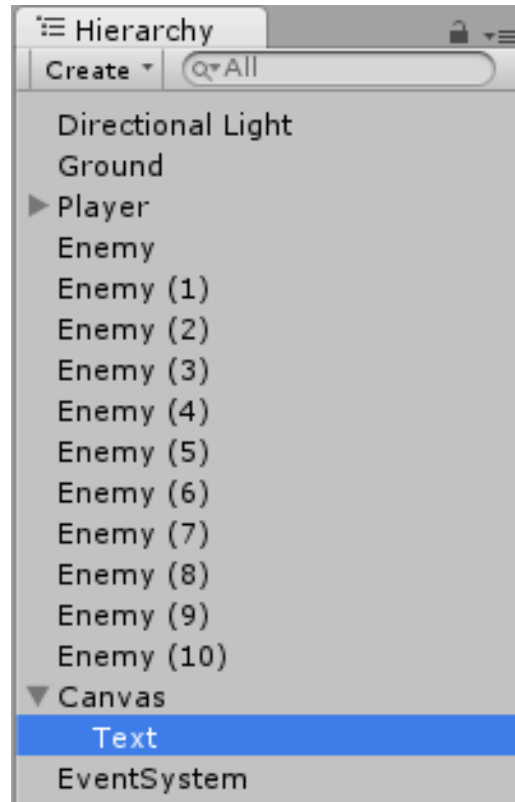 Hierarchy
Create All
Directional Light
Ground
Player
Enemy
Enemy (1)
Enemy (2)
Enemy (3)
Enemy (4)
Enemy (5)
Enemy (6)
Enemy (7)
Enemy (8)
Enemy (9)
Enemy (10)
Canvas
Text
EventSystem